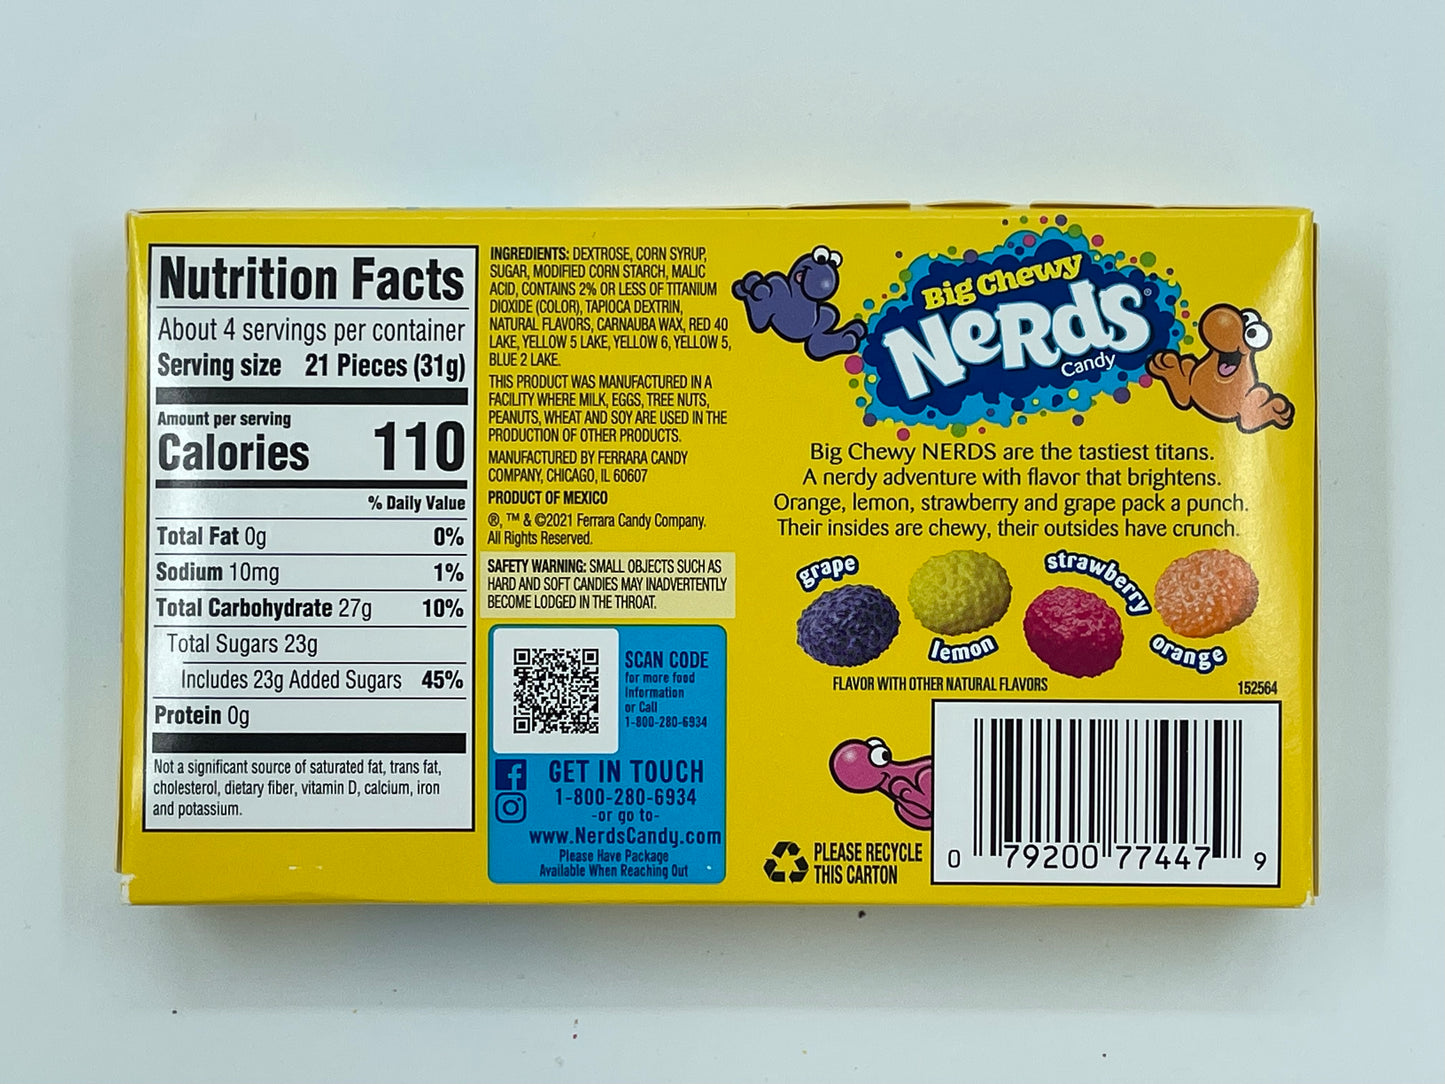 Nutrition Facts
About 4 servings per container
Serving size 21 Pieces (31g)
Amount per serving
Calories 110
% Daily Value
Total Fat 0g 0%
Sodium 10mg 1%
Total Carbohydrate 27g 10%
Total Sugars 23g
Includes 23g Added Sugars 45%
Protein 0g
Not a significant source of saturated fat, trans fat,
cholesterol, dietary fiber, vitamin D, calcium, iron
and potassium.
INGREDIENTS: DEXTROSE, CORN SYRUP,
SUGAR, MODIFIED CORN STARCH, MALIC
ACID, CONTAINS 2% OR LESS OF TITANIUM
DIOXIDE (COLOR), TAPIOCA DEXTRIN,
NATURAL FLAVORS, CARNAUBA WAX, RED 40
LAKE, YELLOW 5 LAKE, YELLOW 6, YELLOW 5,
BLUE 2 LAKE.
THIS PRODUCT WAS MANUFACTURED IN A
FACILITY WHERE MILK, EGGS, TREE NUTS,
PEANUTS, WHEAT AND SOY ARE USED IN THE
PRODUCTION OF OTHER PRODUCTS.
MANUFACTURED BY FERRARA CANDY
COMPANY, CHICAGO, IL 60607
PRODUCT OF MEXICO
®, ™ & ©2021 Ferrara Candy Company.
All Rights Reserved.
SAFETY WARNING: SMALL OBJECTS SUCH AS
HARD AND SOFT CANDIES MAY INADVERTENTLY
BECOME LODGED IN THE THROAT.
SCAN CODE
for more food
Information
or Call
1-800-280-6934
GET IN TOUCH
1-800-280-6934
-or go to-
www.NerdsCandy.com
Please Have Package
Available When Reaching Out
Big Chewy
NeRdS®
Candy
Big Chewy NERDS are the tastiest titans.
A nerdy adventure with flavor that brightens.
Orange, lemon, strawberry and grape pack a punch.
Their insides are chewy, their outsides have crunch.
grape
lemon
strawberry
orange
FLAVOR WITH OTHER NATURAL FLAVORS
152564
PLEASE RECYCLE
THIS CARTON
0 79200 77447 9